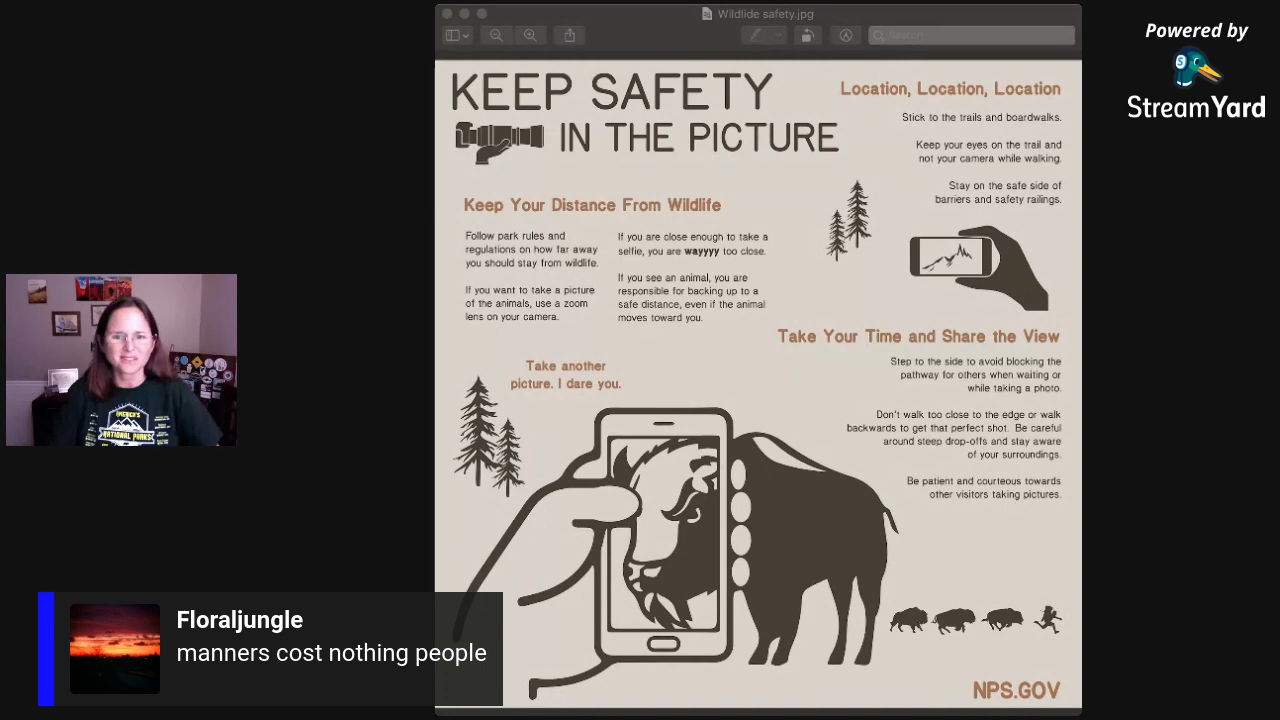 Wildlide safety.jpg
Search
Powered by
StreamYard
KEEP SAFETY
IN THE PICTURE
Location, Location, Location
Stick to the trails and boardwalks.
Keep your eyes on the trail and
not your camera while walking.
Stay on the safe side of
barriers and safety railings.
Keep Your Distance From Wildlife
Follow park rules and
regulations on how far away
you should stay from wildlife.
If you want to take a picture
of the animals, use a zoom
lens on your camera.
If you are close enough to take a
selfie, you are wayyyy too close.
If you see an animal, you are
responsible for backing up to a
safe distance, even if the animal
moves toward you.
Take Your Time and Share the View
Step to the side to avoid blocking the
pathway for others when waiting or
while taking a photo.
Don't walk too close to the edge or walk
backwards to get that perfect shot. Be careful
around steep drop-offs and stay aware
of your surroundings.
Be patient and courteous towards
other visitors taking pictures.
Take another
picture. I dare you.
AMERICA'S
NATIONAL PARKS
Floraljungle
manners cost nothing people
NPS.GOV